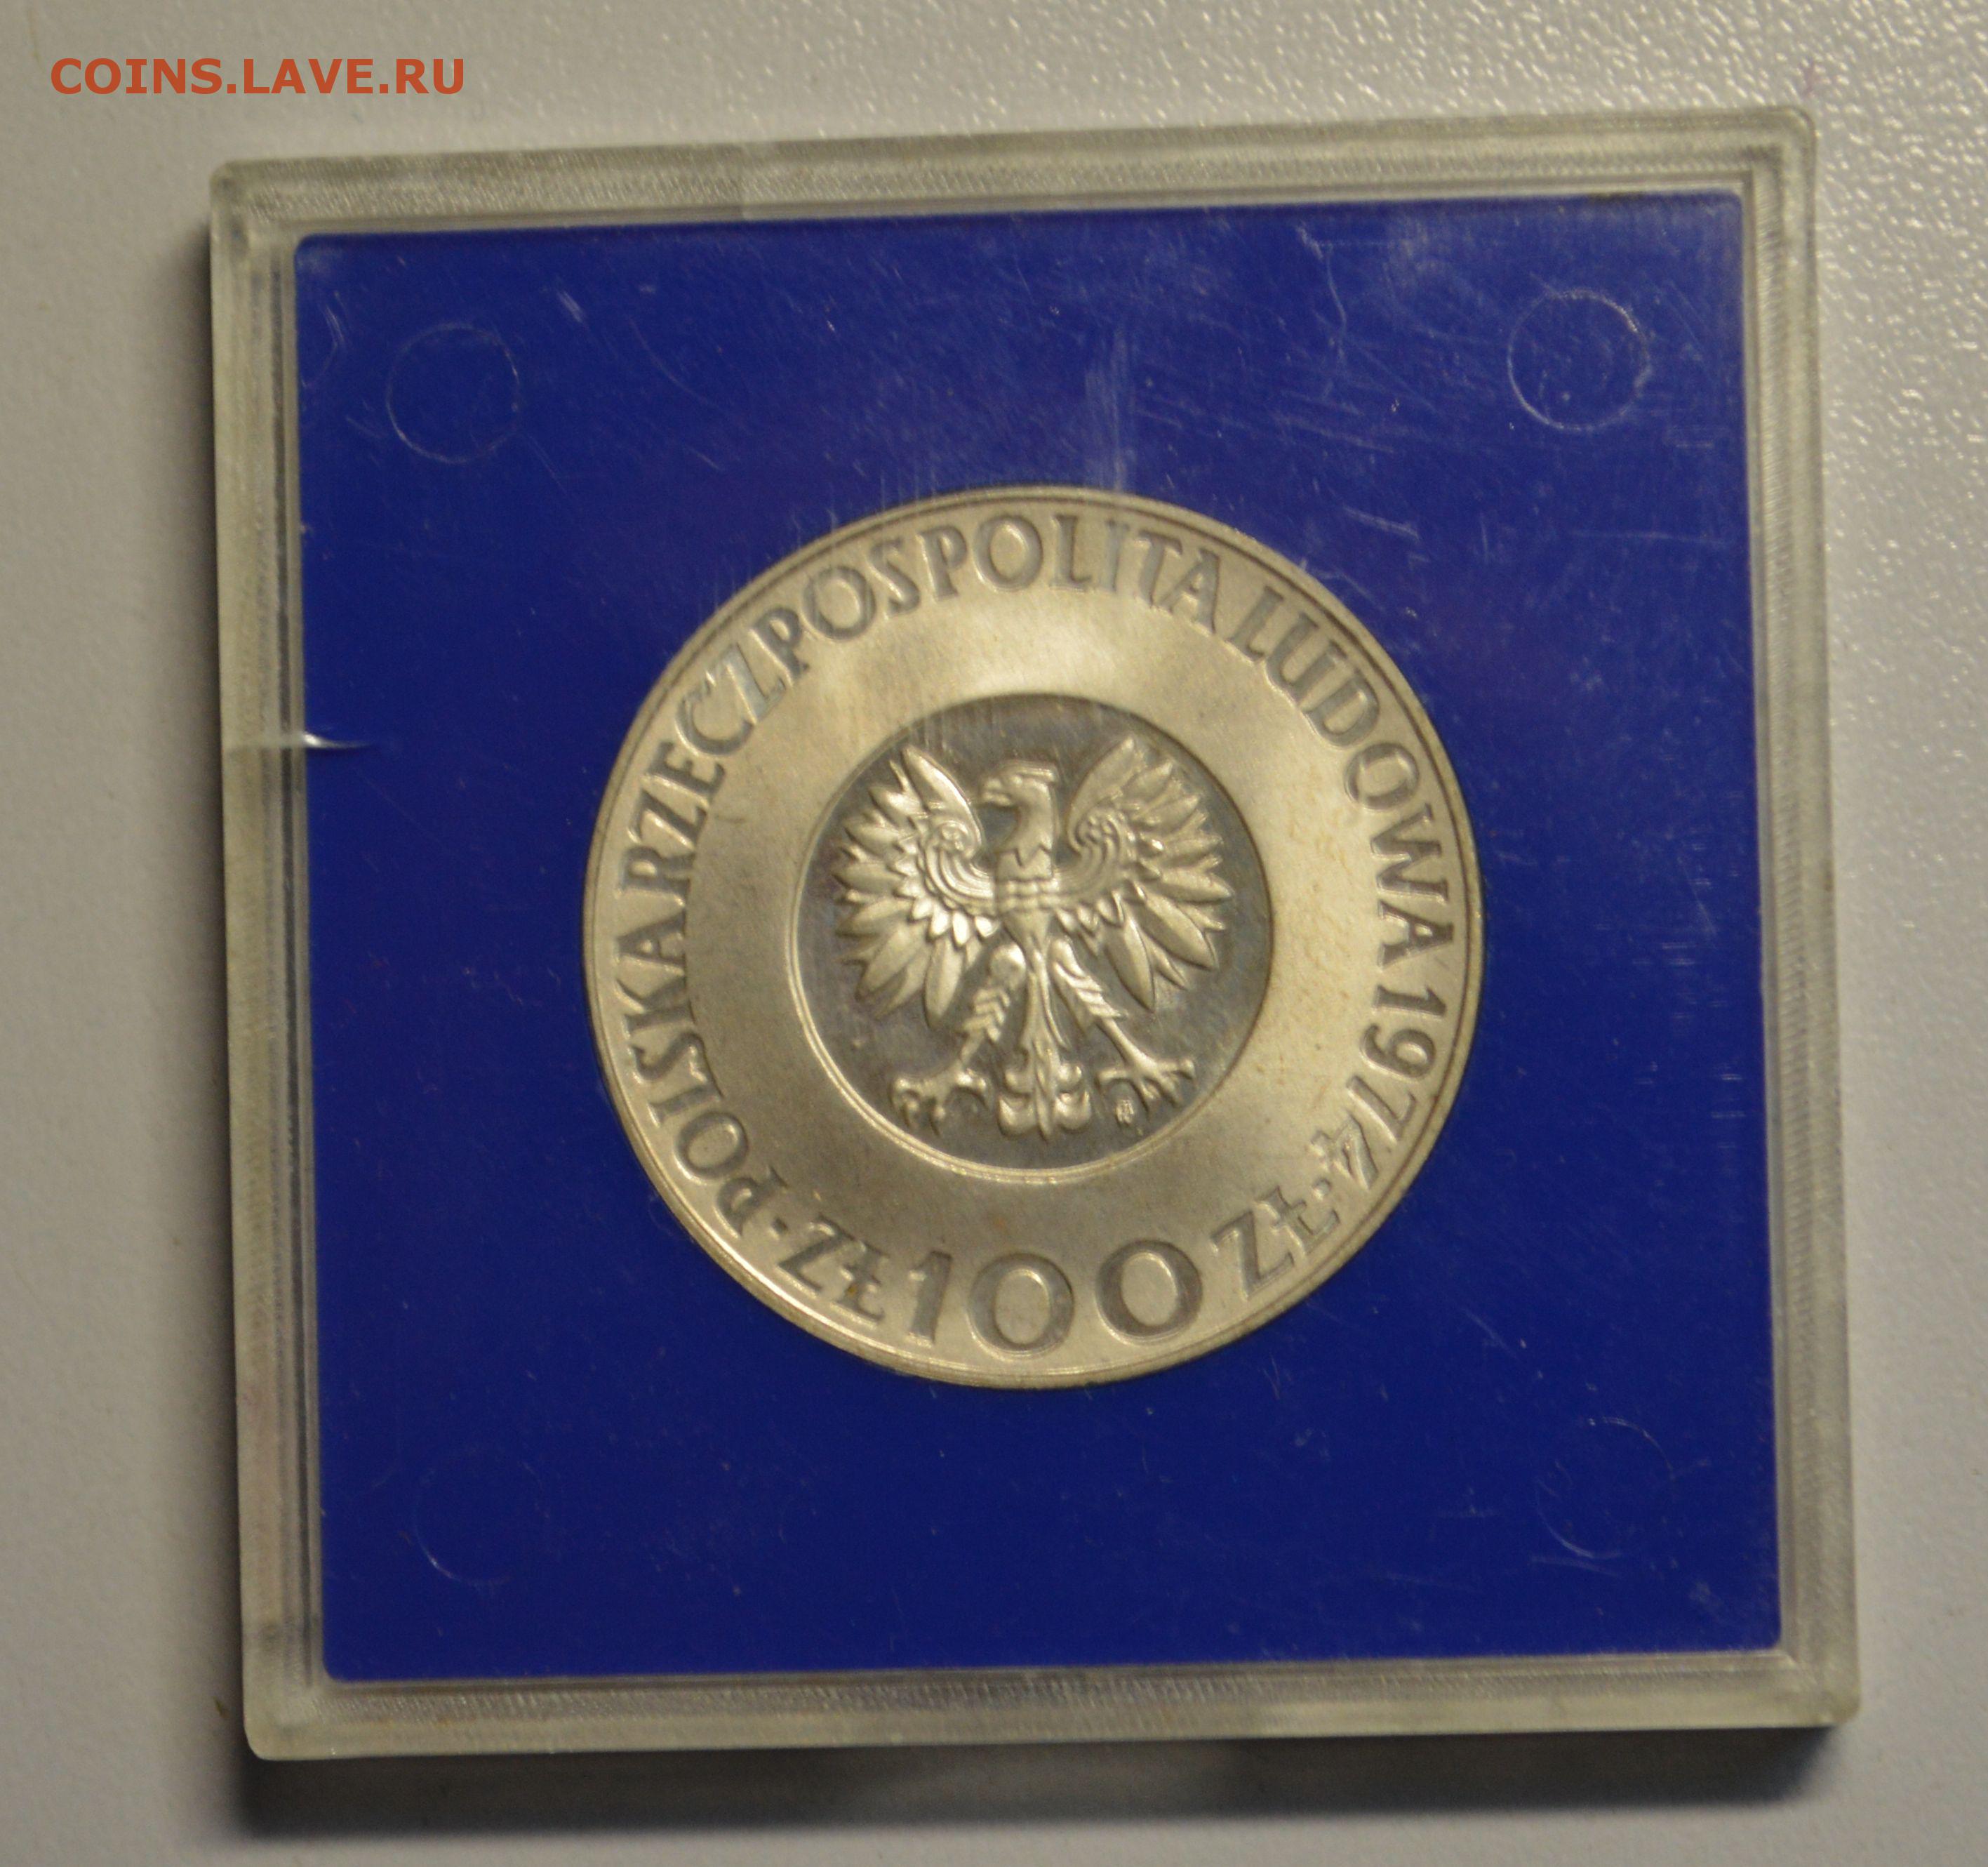 COINS.LAVE.RU
POLSKA RZECZPOSPOLITA LUDOWA 1974
· ZŁ 100 ZŁ ·